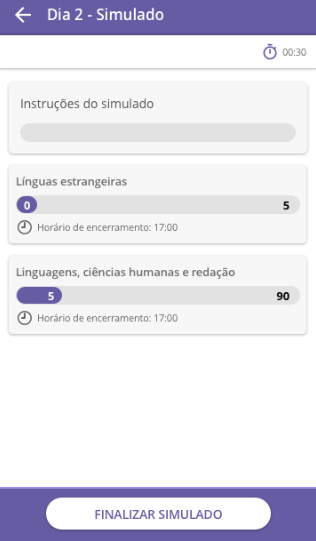 Dia 2 - Simulado
00:30
Instruções do simulado
Línguas estrangeiras
0 5
Horário de encerramento: 17:00
Linguagens, ciências humanas e redação
5 90
Horário de encerramento: 17:00
FINALIZAR SIMULADO